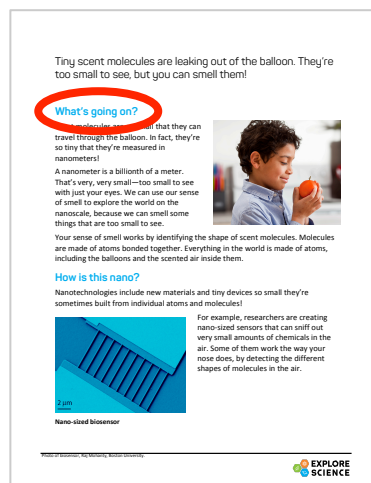 Tiny scent molecules are leaking out of the balloon. They're
too small to see, but you can smell them!
What's going on?
that they can
travel through the balloon. In fact, they're
so tiny that they're measured in
nanometers!
A nanometer is a billionth of a meter.
That's very, very small—too small to see
with just your eyes. We can use our sense
of smell to explore the world on the
nanoscale, because we can smell some
things that are too small to see.
Your sense of smell works by identifying the shape of scent molecules. Molecules
are made of atoms bonded together. Everything in the world is made of atoms,
including the balloons and the scented air inside them.
How is this nano?
Nanotechnologies include new materials and tiny devices so small they're
sometimes built from individual atoms and molecules!
For example, researchers are creating
nano-sized sensors that can sniff out
very small amounts of chemicals in the
air. Some of them work the way your
nose does, by detecting the different
shapes of molecules in the air.
2 µm
Nano-sized biosensor
Photo of biosensor, Raj Mohanty, Boston University.
EXPLORE
SCIENCE